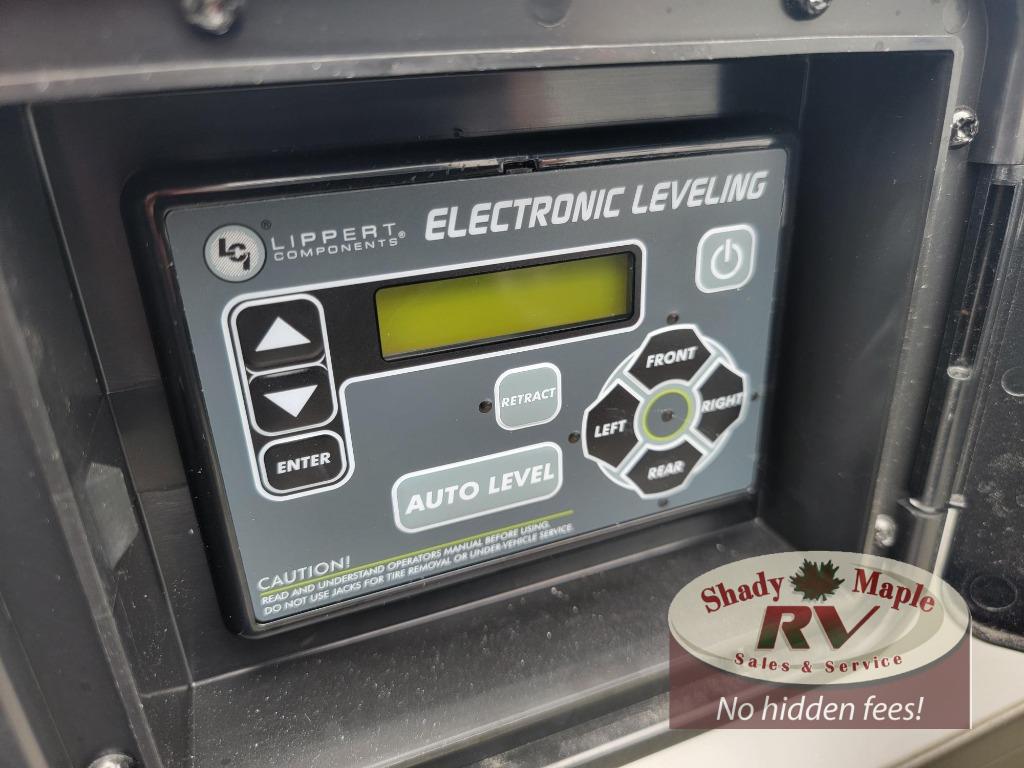 LCI ® LIPPERT COMPONENTS®
ELECTRONIC LEVELING
ENTER
RETRACT
AUTO LEVEL
FRONT
LEFT
RIGHT
REAR
CAUTION!
READ AND UNDERSTAND OPERATORS MANUAL BEFORE USING.
DO NOT USE JACKS FOR TIRE REMOVAL OR UNDER-VEHICLE SERVICE.
Shady Maple
RV
Sales & Service
No hidden fees!